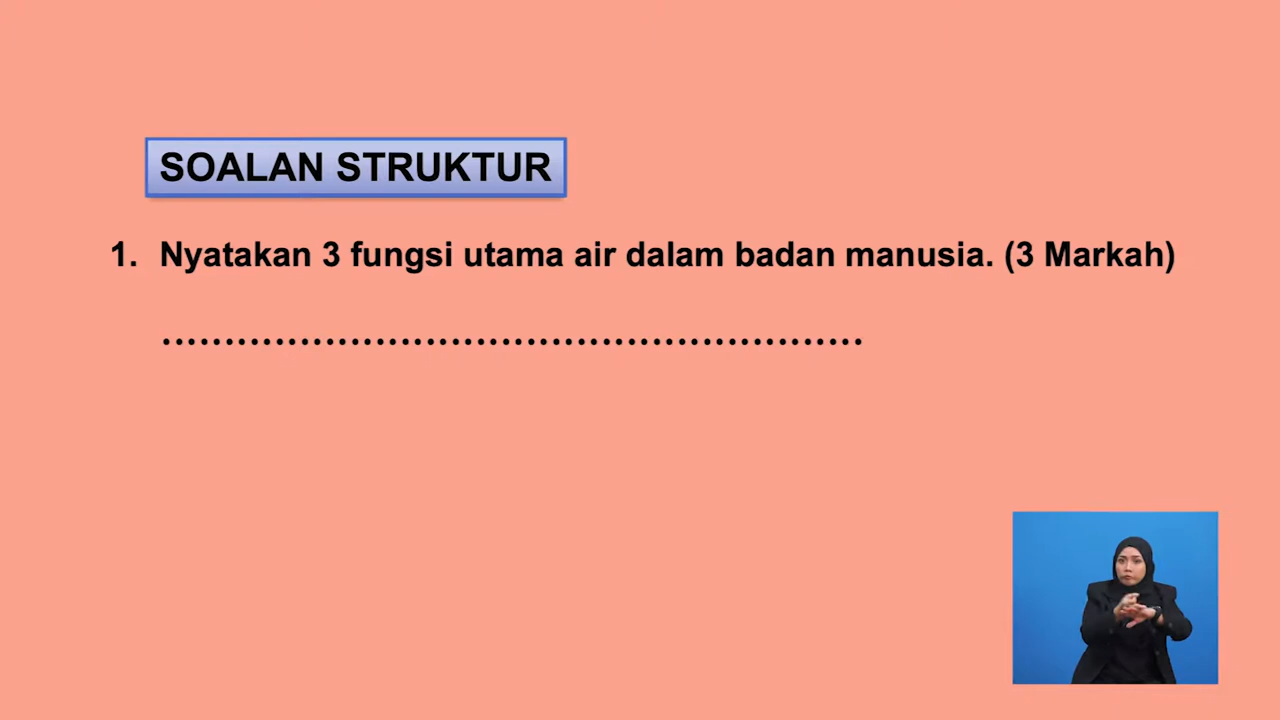 SOALAN STRUKTUR
1. Nyatakan 3 fungsi utama air dalam badan manusia. (3 Markah)
........................................................